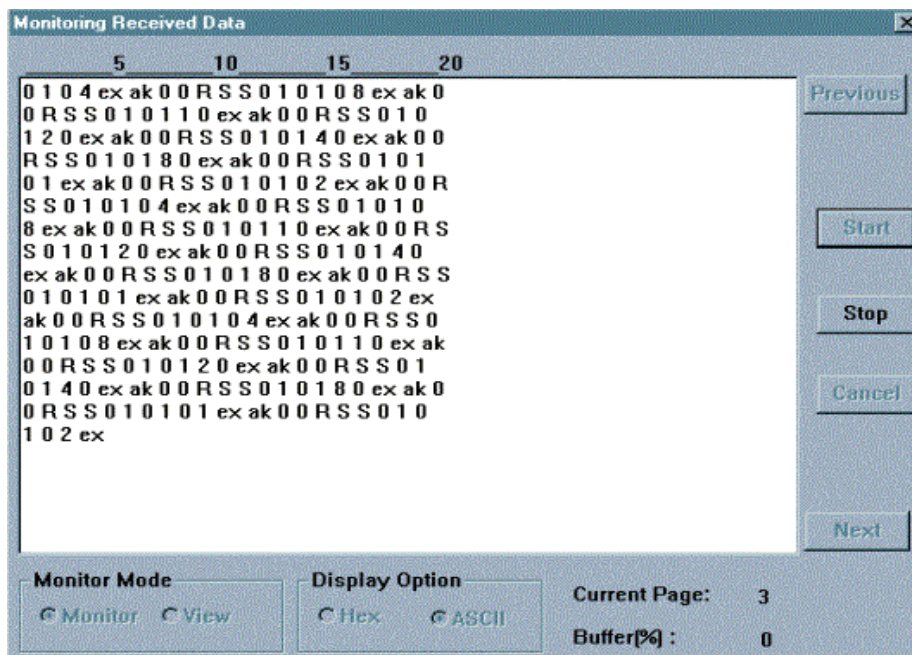 Monitoring Received Data
5 10 15 20
0 1 0 4 ex ak 0 0 R S S 0 1 0 1 0 8 ex ak 0
0 R S S 0 1 0 1 1 0 ex ak 0 0 R S S 0 1 0
1 2 0 ex ak 0 0 R S S 0 1 0 1 4 0 ex ak 0 0
R S S 0 1 0 1 8 0 ex ak 0 0 R S S 0 1 0 1
0 1 ex ak 0 0 R S S 0 1 0 1 0 2 ex ak 0 0 R
S S 0 1 0 1 0 4 ex ak 0 0 R S S 0 1 0 1 0
8 ex ak 0 0 R S S 0 1 0 1 1 0 ex ak 0 0 R S
S 0 1 0 1 2 0 ex ak 0 0 R S S 0 1 0 1 4 0
ex ak 0 0 R S S 0 1 0 1 8 0 ex ak 0 0 R S S
0 1 0 1 0 1 ex ak 0 0 R S S 0 1 0 1 0 2 ex
ak 0 0 R S S 0 1 0 1 0 4 ex ak 0 0 R S S 0
1 0 1 0 8 ex ak 0 0 R S S 0 1 0 1 1 0 ex ak
0 0 R S S 0 1 0 1 2 0 ex ak 0 0 R S S 0 1
0 1 4 0 ex ak 0 0 R S S 0 1 0 1 8 0 ex ak 0
0 R S S 0 1 0 1 0 1 ex ak 0 0 R S S 0 1 0
1 0 2 ex
Previous
Start
Stop
Cancel
Next
Monitor Mode
Monitor View
Display Option
Hex ASCII
Current Page: 3
Buffer(%) : 0